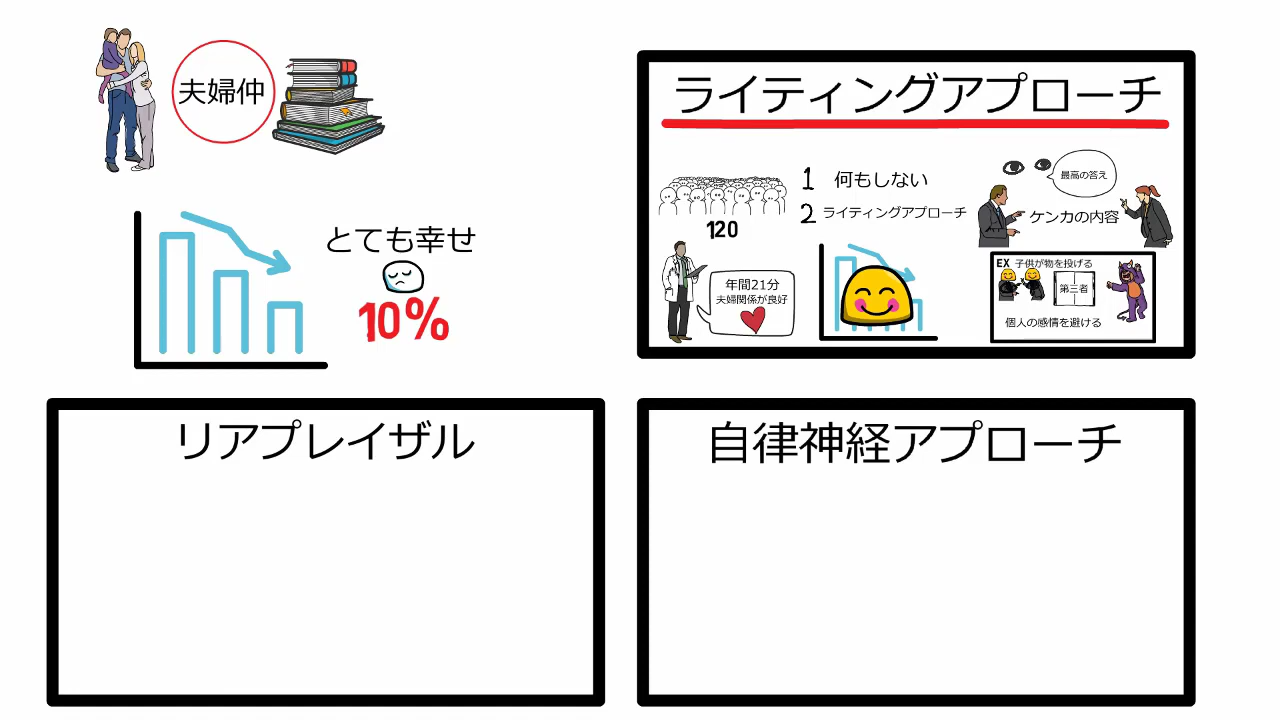 夫婦仲
とても幸せ
10%
ライティングアプローチ
120
1 何もしない
2 ライティングアプローチ
最高の答え
ケンカの内容
年間21分
夫婦関係が良好
EX 子供が物を投げる
第三者
個人の感情を避ける
リアプレイザル
自律神経アプローチ